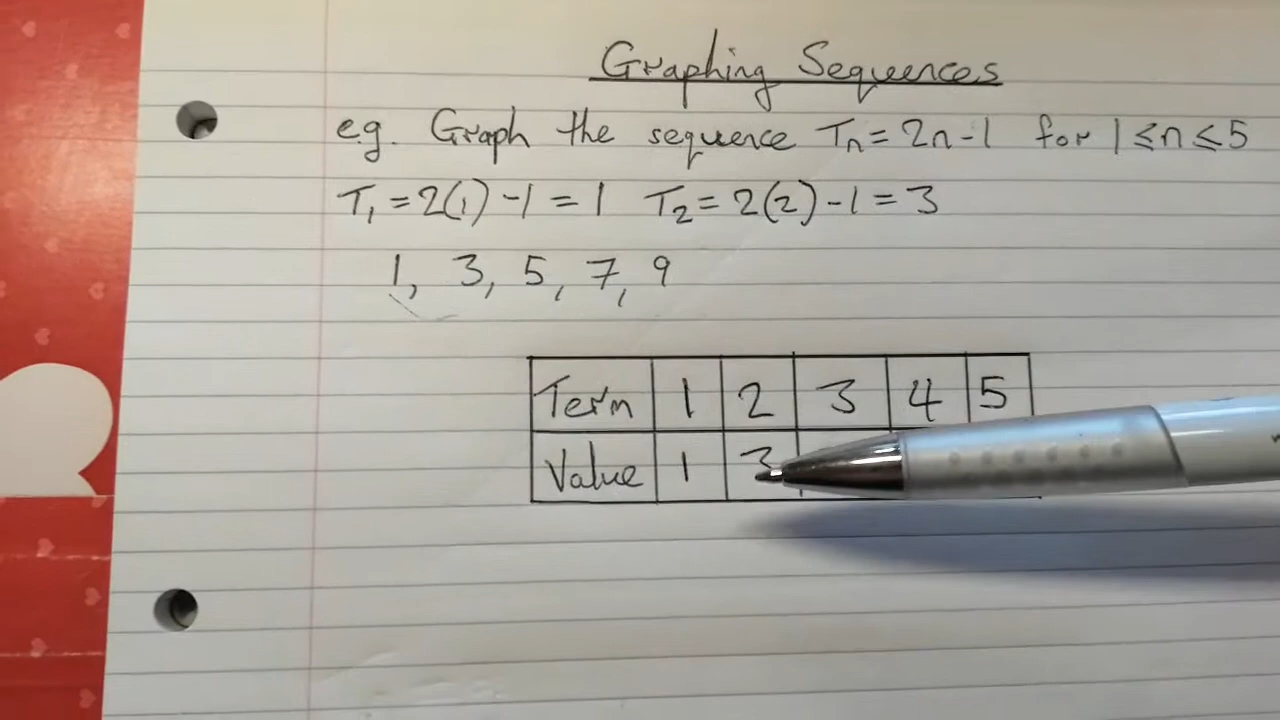 Graphing Sequences
e.g. Graph the sequence Tₙ = 2n-1 for 1 ≤ n ≤ 5
T₁ = 2(1) -1 = 1 T₂ = 2(2) -1 = 3
1, 3, 5, 7, 9
Term 1 2 3 4 5
Value 1 3